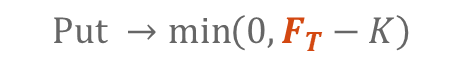 Put → min(0, F_T − K)